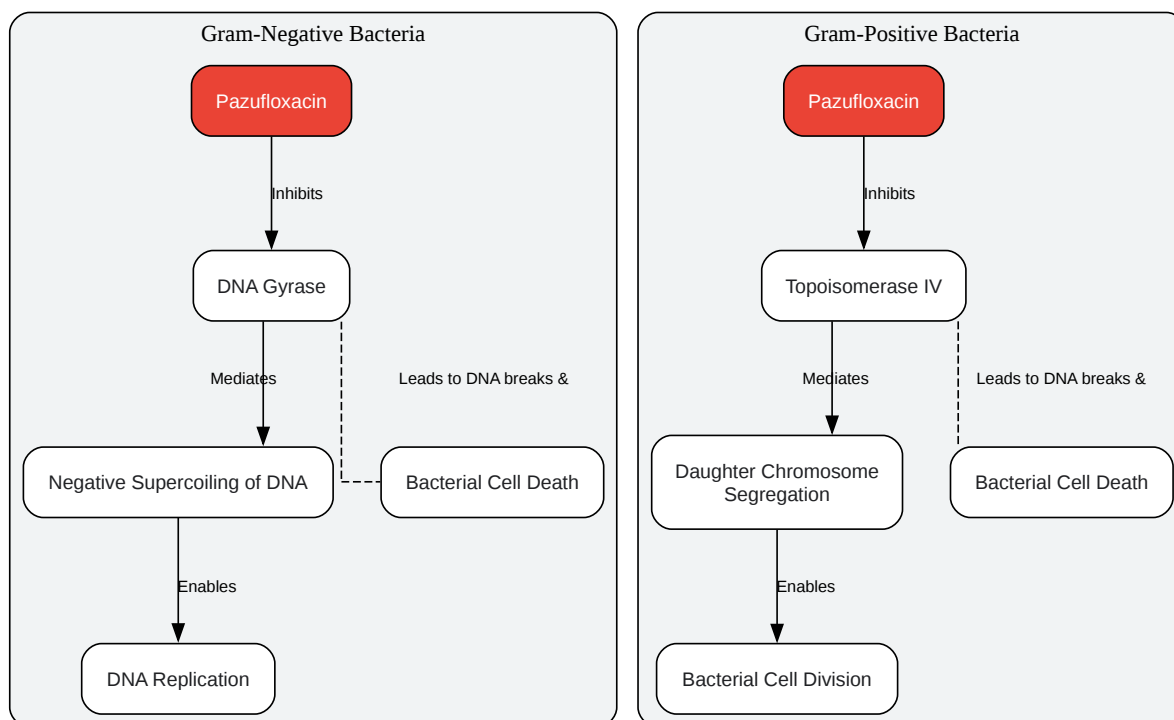 Gram-Negative Bacteria
Pazufloxacin
Inhibits
DNA Gyrase
Mediates
Leads to DNA breaks &
Negative Supercoiling of DNA
Bacterial Cell Death
Enables
DNA Replication
Gram-Positive Bacteria
Pazufloxacin
Inhibits
Topoisomerase IV
Mediates
Leads to DNA breaks &
Daughter Chromosome
Segregation
Bacterial Cell Death
Enables
Bacterial Cell Division